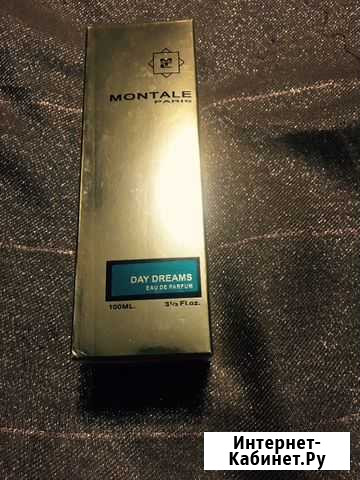 MONTALE
PARIS
DAY DREAMS
EAU DE PARFUM
100ML. 3⅓ Fl.oz.
Интернет-
Кабинет.Ру